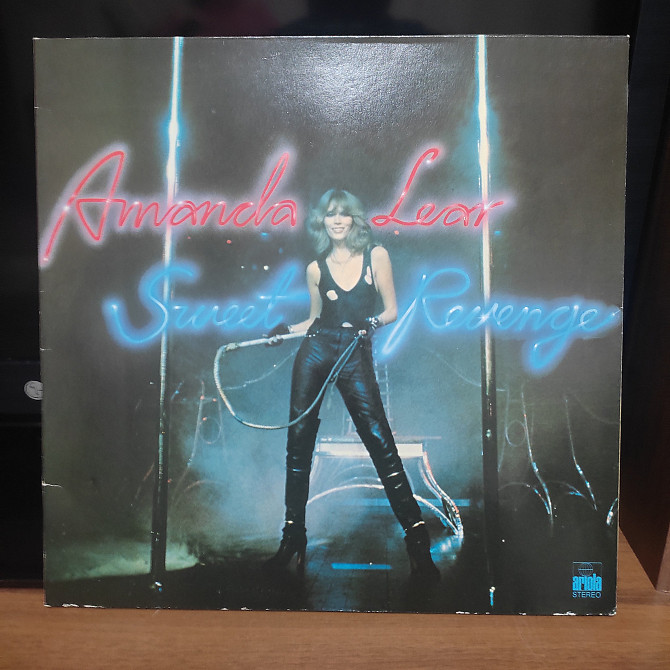 Amanda Lear
Sweet Revenge
ariola
STEREO